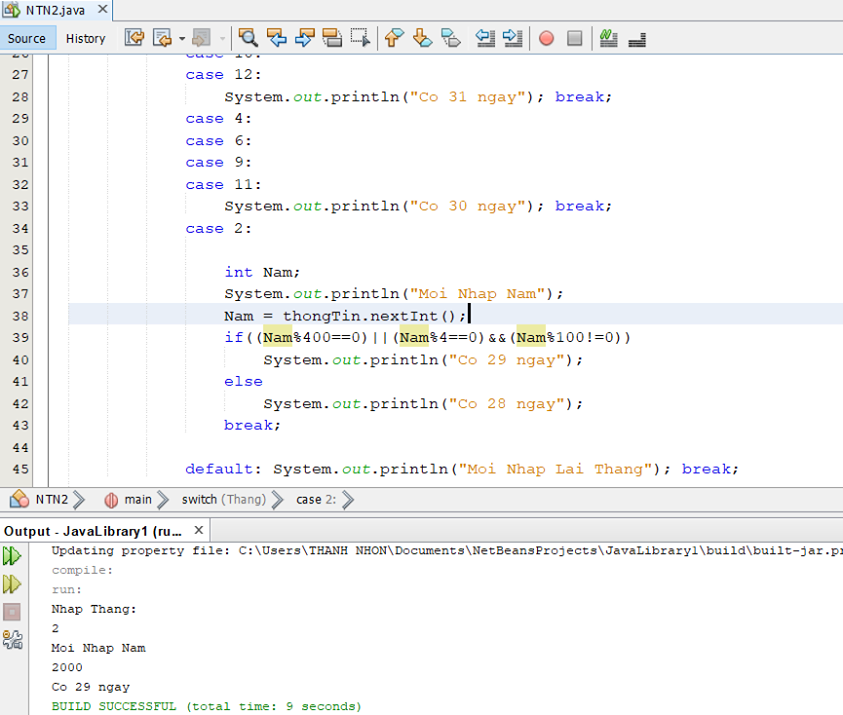 NTN2.java
Source History
26 case 10:
27 case 12:
28 System.out.println("Co 31 ngay"); break;
29 case 4:
30 case 6:
31 case 9:
32 case 11:
33 System.out.println("Co 30 ngay"); break;
34 case 2:
35
36 int Nam;
37 System.out.println("Moi Nhap Nam");
38 Nam = thongTin.nextInt();
39 if((Nam%400==0)||(Nam%4==0)&&(Nam%100!=0))
40 System.out.println("Co 29 ngay");
41 else
42 System.out.println("Co 28 ngay");
43 break;
44
45 default: System.out.println("Moi Nhap Lai Thang"); break;
NTN2 main switch (Thang) case 2:
Output - JavaLibrary1 (ru...
Updating property file: C:\Users\THANH NHON\Documents\NetBeansProjects\JavaLibrary1\build\built-jar.pr
compile:
run:
Nhap Thang:
2
Moi Nhap Nam
2000
Co 29 ngay
BUILD SUCCESSFUL (total time: 9 seconds)